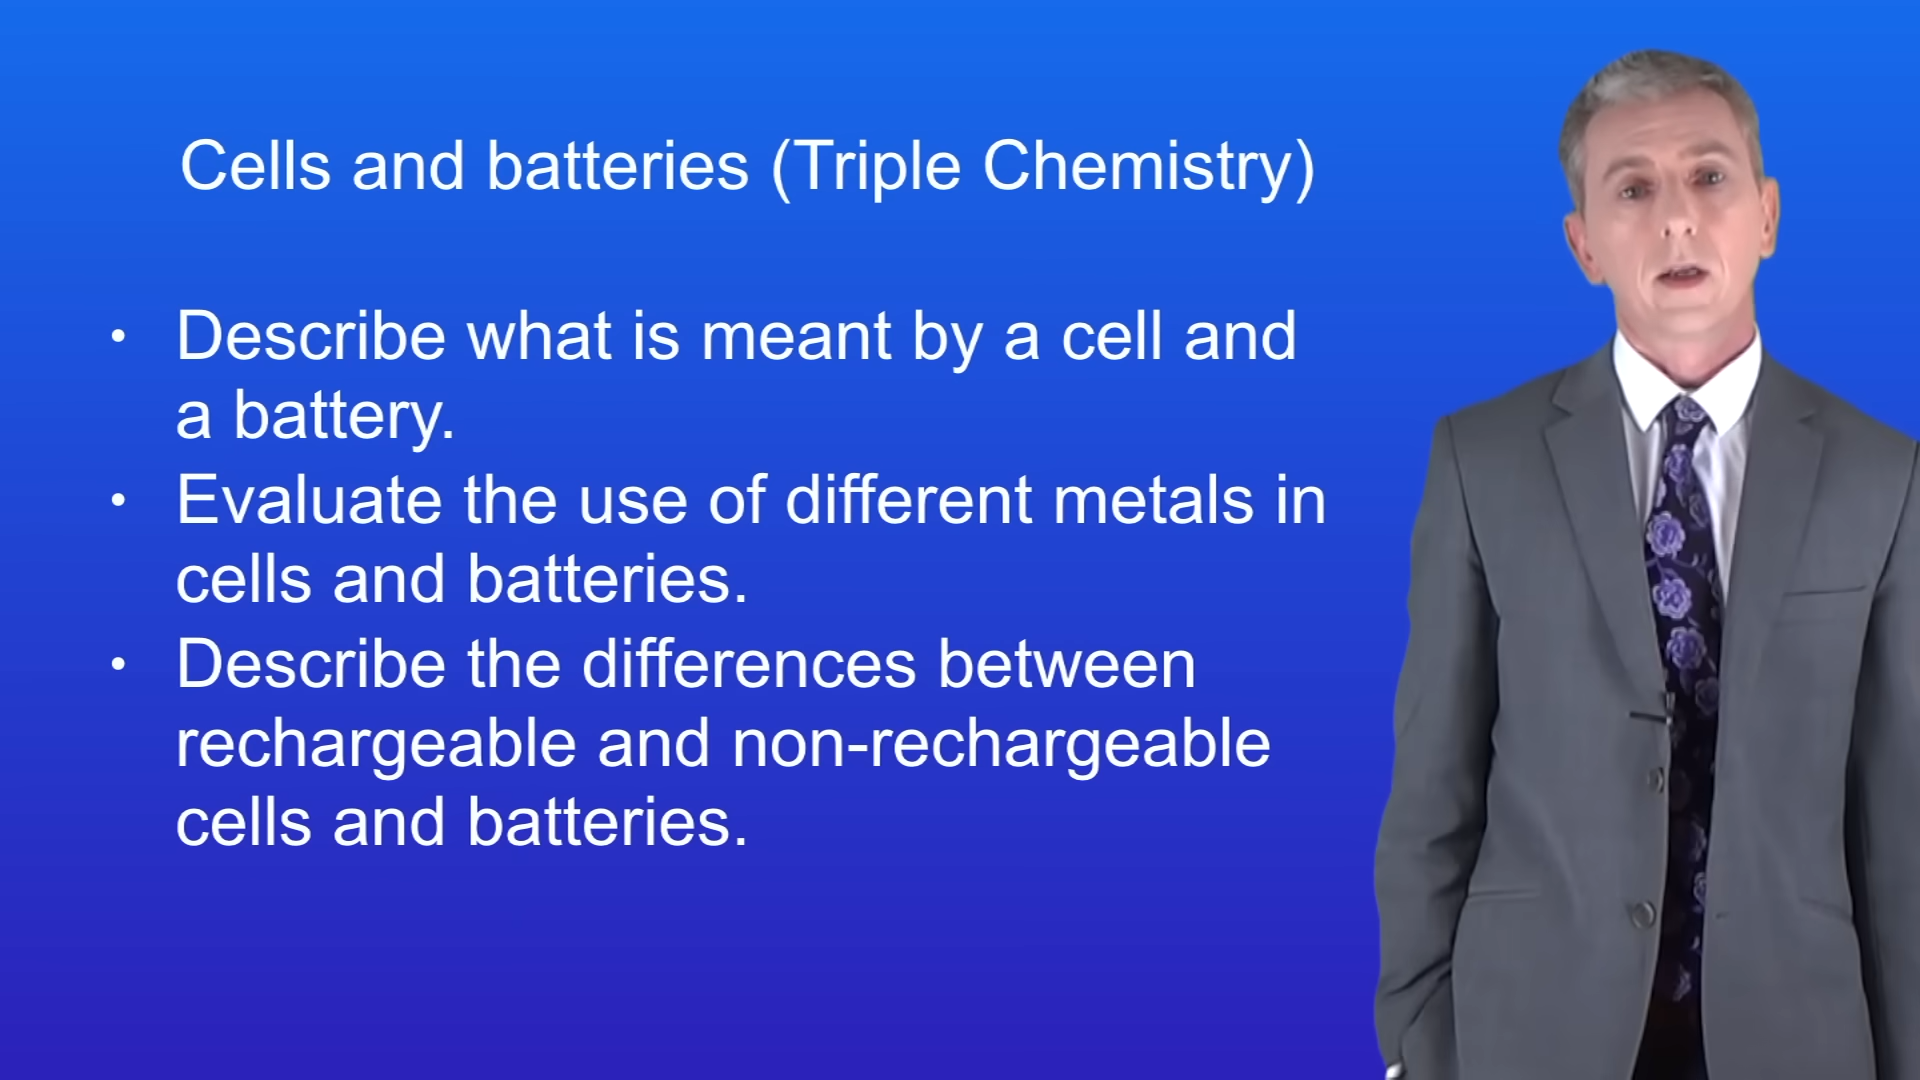 Cells and batteries (Triple Chemistry)
• Describe what is meant by a cell and
a battery.
• Evaluate the use of different metals in
cells and batteries.
• Describe the differences between
rechargeable and non-rechargeable
cells and batteries.